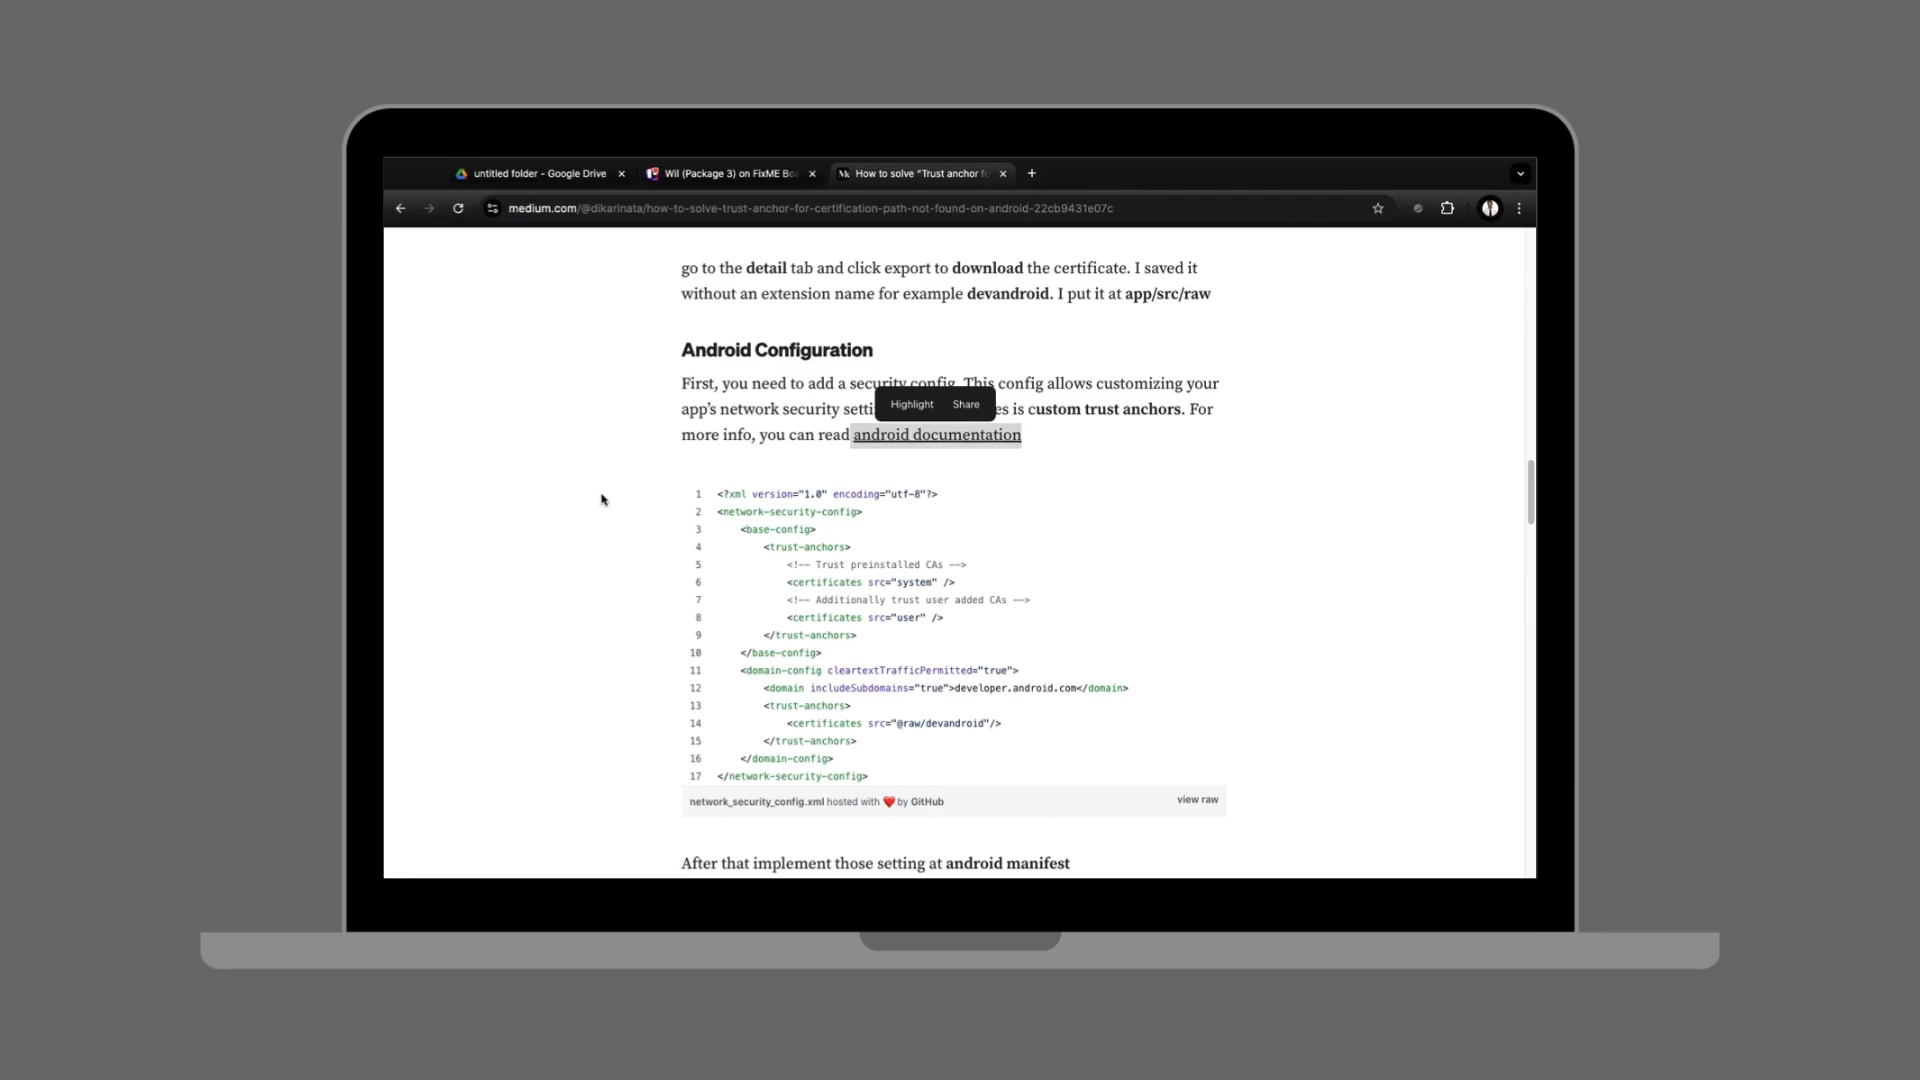 untitled folder - Google Drive
Wil (Package 3) on FixME Bo
How to solve "Trust anchor fo
medium.com/@dikarinata/how-to-solve-trust-anchor-for-certification-path-not-found-on-android-22cb9431e07c
go to the detail tab and click export to download the certificate. I saved it
without an extension name for example devandroid. I put it at app/src/raw
Android Configuration
First, you need to add a security config. This config allows customizing your
app's network security setti es is custom trust anchors. For
Highlight Share
more info, you can read android documentation
1 <?xml version="1.0" encoding="utf-8"?>
2 <network-security-config>
3 <base-config>
4 <trust-anchors>
5 <!-- Trust preinstalled CAs -->
6 <certificates src="system" />
7 <!-- Additionally trust user added CAs -->
8 <certificates src="user" />
9 </trust-anchors>
10 </base-config>
11 <domain-config cleartextTrafficPermitted="true">
12 <domain includeSubdomains="true">developer.android.com</domain>
13 <trust-anchors>
14 <certificates src="@raw/devandroid"/>
15 </trust-anchors>
16 </domain-config>
17 </network-security-config>
network_security_config.xml hosted with ❤ by GitHub
view raw
After that implement those setting at android manifest